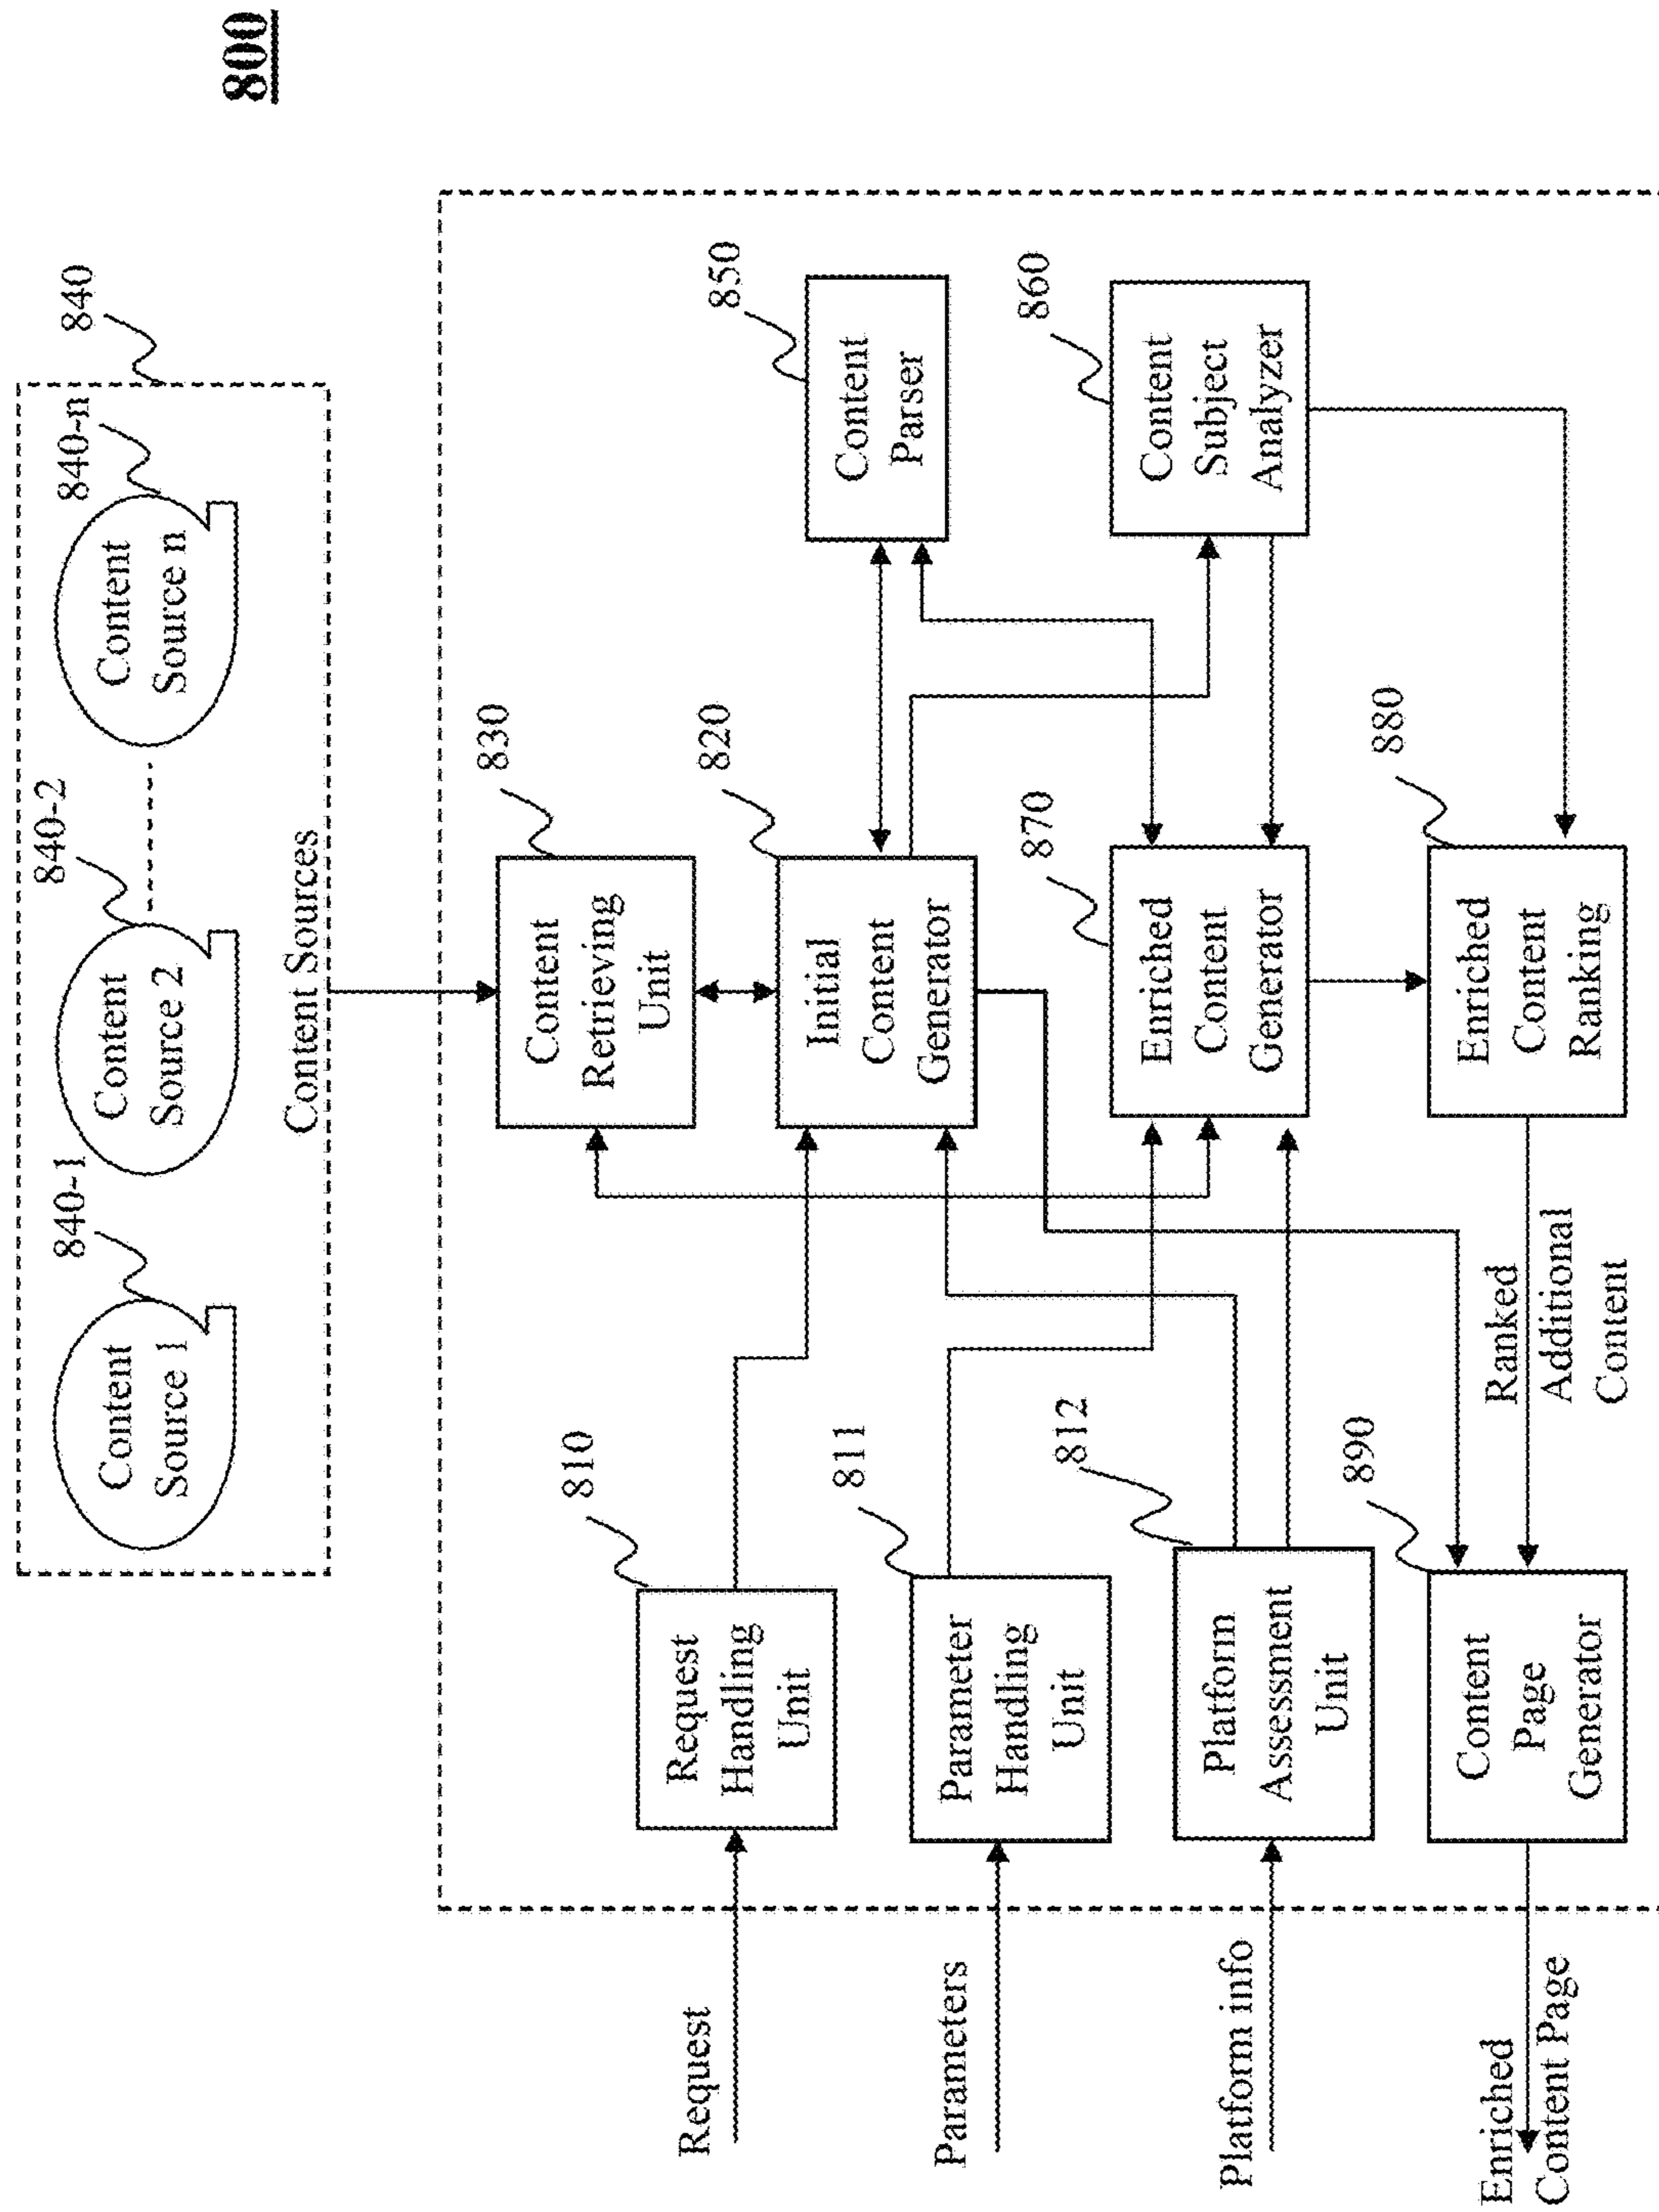 800
840
840-1
840-2
840-n
Content
Source 1
Content
Source 2
Content
Source n
Content Sources
830
Content
Retrieving
Unit
810
820
850
Request
Request
Handling
Unit
Initial
Content
Generator
Content
Parser
811
Parameters
Parameter
Handling
Unit
812
870
860
Platform info
Platform
Assessment
Unit
Enriched
Content
Generator
Content
Subject
Analyzer
890
880
Enriched
Content Page
Content
Page
Generator
Ranked
Additional
Content
Enriched
Content
Ranking